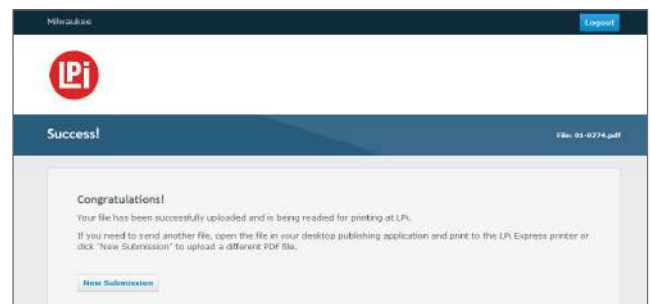 Milwaukee
Logout
LPi
Success!
File: 01-0774.pdf
Congratulations!
Your file has been successfully uploaded and is being readied for printing at LPi.
If you need to send another file, open the file in your desktop publishing application and print to the LPi Express printer or
click "New Submission" to upload a different PDF file.
New Submission